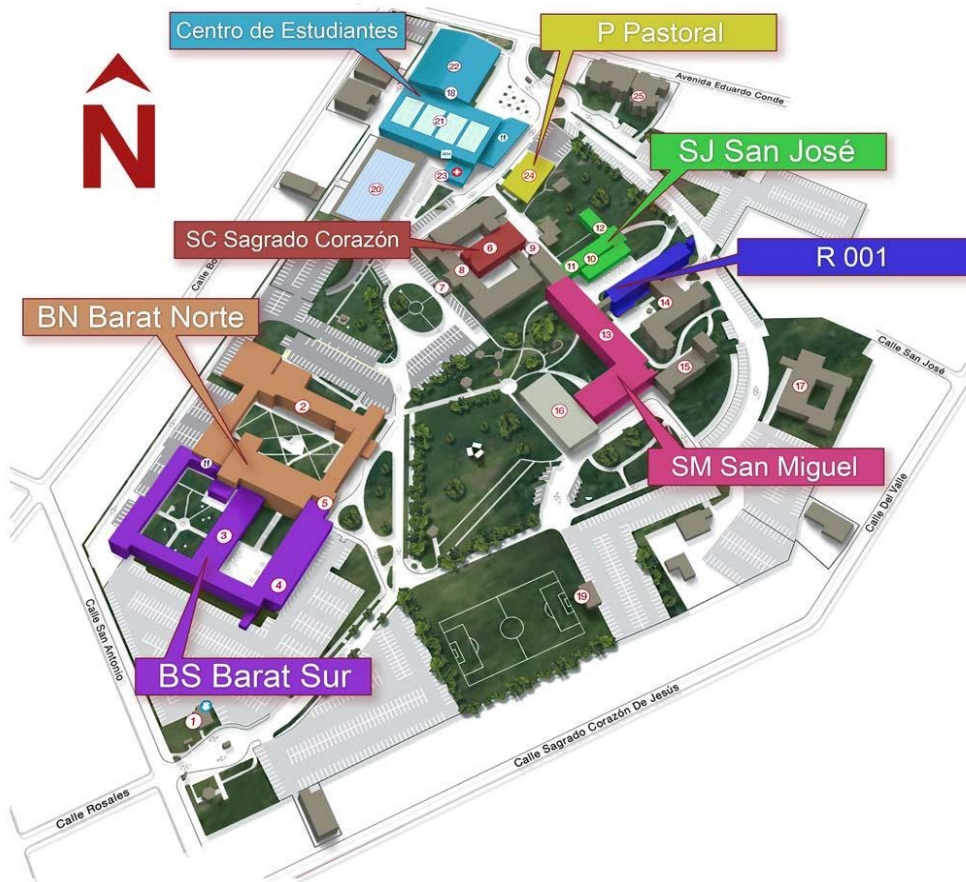 Centro de Estudiantes
P Pastoral
N
22
Avenida Eduardo Conde
18
25
21
11
SJ San José
23
24
20
12
SC Sagrado Corazón
6
9
10
11
R 001
8
7
14
BN Barat Norte
13
Calle San José
15
17
2
16
SM San Miguel
11
5
Calle Del Valle
3
4
19
Calle San Antonio
BS Barat Sur
1
Calle Sagrado Corazón De Jesús
Calle Rosales